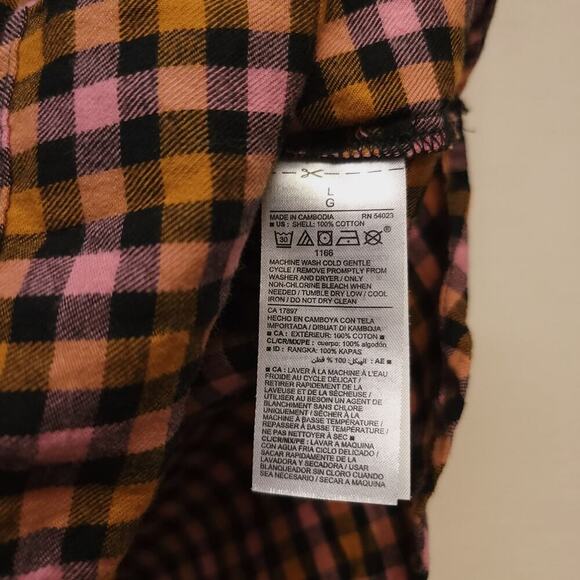 L
G
MADE IN CAMBODIA RN 54023
■ US : SHELL: 100% COTTON
30
1166
MACHINE WASH COLD GENTLE
CYCLE / REMOVE PROMPTLY FROM
WASHER AND DRYER / ONLY
NON-CHLORINE BLEACH WHEN
NEEDED / TUMBLE DRY LOW / COOL
IRON / DO NOT DRY CLEAN
CA 17897
HECHO EN CAMBOYA CON TELA
IMPORTADA / DIBUAT DI KAMBOJA
■ CA : EXTÉRIEUR: 100% COTON ■
CL/CR/MX/PE : cuerpo: 100% algodón
■ ID : RANGKA: 100% KAPAS
■ AE : الهيكل: 100 % قطن
■ CA : LAVER À LA MACHINE À L'EAU
FROIDE AU CYCLE DÉLICAT /
RETIRER RAPIDEMENT DE LA
LAVEUSE ET DE LA SÉCHEUSE /
UTILISER AU BESOIN UN AGENT DE
BLANCHIMENT SANS CHLORE
UNIQUEMENT / SÉCHER À LA
MACHINE À BASSE TEMPÉRATURE /
REPASSER À BASSE TEMPÉRATURE /
NE PAS NETTOYER À SEC ■
CL/CR/MX/PE : LAVAR A MAQUINA
CON AGUA FRIA CICLO DELICADO /
SACAR RAPIDAMENTE DE LA
LAVADORA Y SECADORA / USAR
BLANQUEADOR SIN CLORO CUANDO
SEA NECESARIO / SECAR A MAQUINA